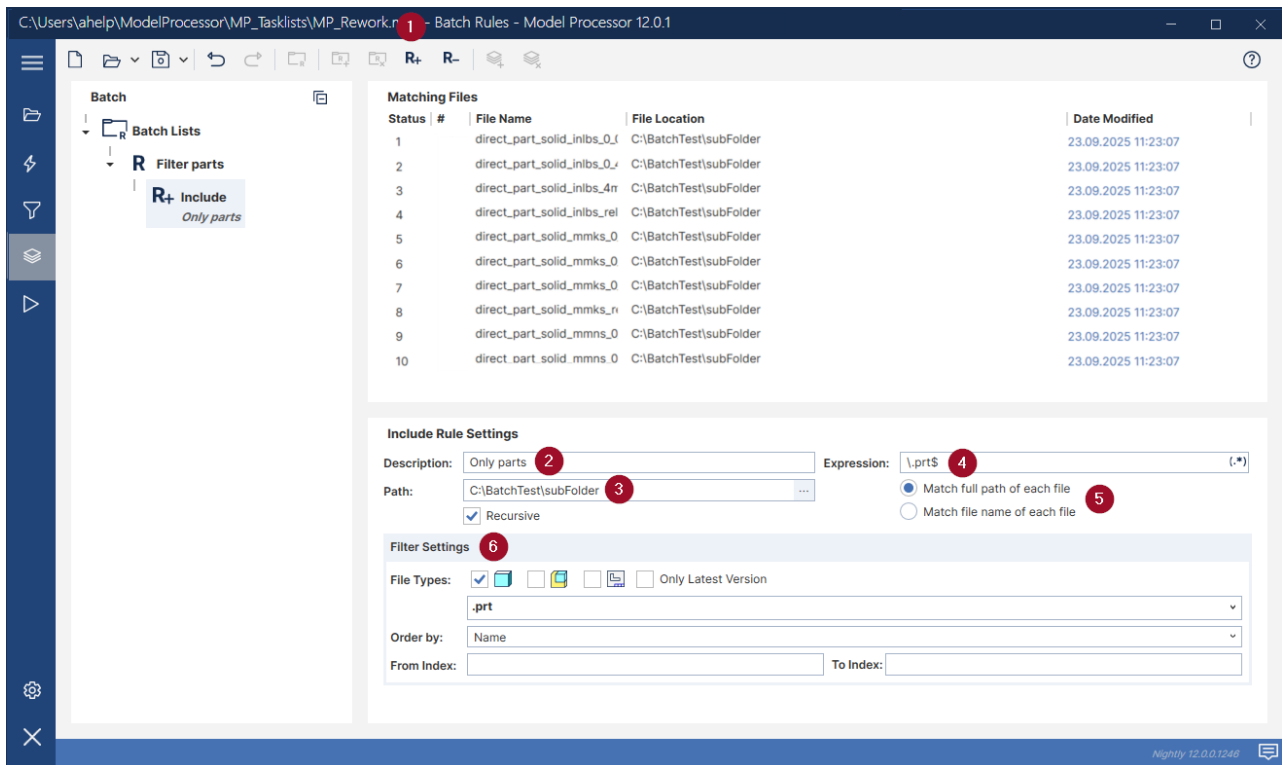 C:\Users\ahelp\ModelProcessor\MP_Tasklists\MP_Rework. - Batch Rules - Model Processor 12.0.1
1
R+ R–
Batch
Batch Lists
R Filter parts
R+ Include
Only parts
Matching Files
Status # File Name File Location Date Modified
1 direct_part_solid_inlbs_0_ C:\BatchTest\subFolder 23.09.2025 11:23:07
2 direct_part_solid_inlbs_0_ C:\BatchTest\subFolder 23.09.2025 11:23:07
3 direct_part_solid_inlbs_4m C:\BatchTest\subFolder 23.09.2025 11:23:07
4 direct_part_solid_inlbs_rel C:\BatchTest\subFolder 23.09.2025 11:23:07
5 direct_part_solid_mmks_0 C:\BatchTest\subFolder 23.09.2025 11:23:07
6 direct_part_solid_mmks_0 C:\BatchTest\subFolder 23.09.2025 11:23:07
7 direct_part_solid_mmks_0 C:\BatchTest\subFolder 23.09.2025 11:23:07
8 direct_part_solid_mmks_r C:\BatchTest\subFolder 23.09.2025 11:23:07
9 direct_part_solid_mmns_0 C:\BatchTest\subFolder 23.09.2025 11:23:07
10 direct_part_solid_mmns_0 C:\BatchTest\subFolder 23.09.2025 11:23:07
Include Rule Settings
Description: Only parts 2 Expression: \.prt$ 4 (.*)
Path: C:\BatchTest\subFolder 3 ... Match full path of each file
5
Recursive Match file name of each file
Filter Settings 6
File Types: Only Latest Version
.prt
Order by: Name
From Index: To Index:
Nightly 12.0.0.1246